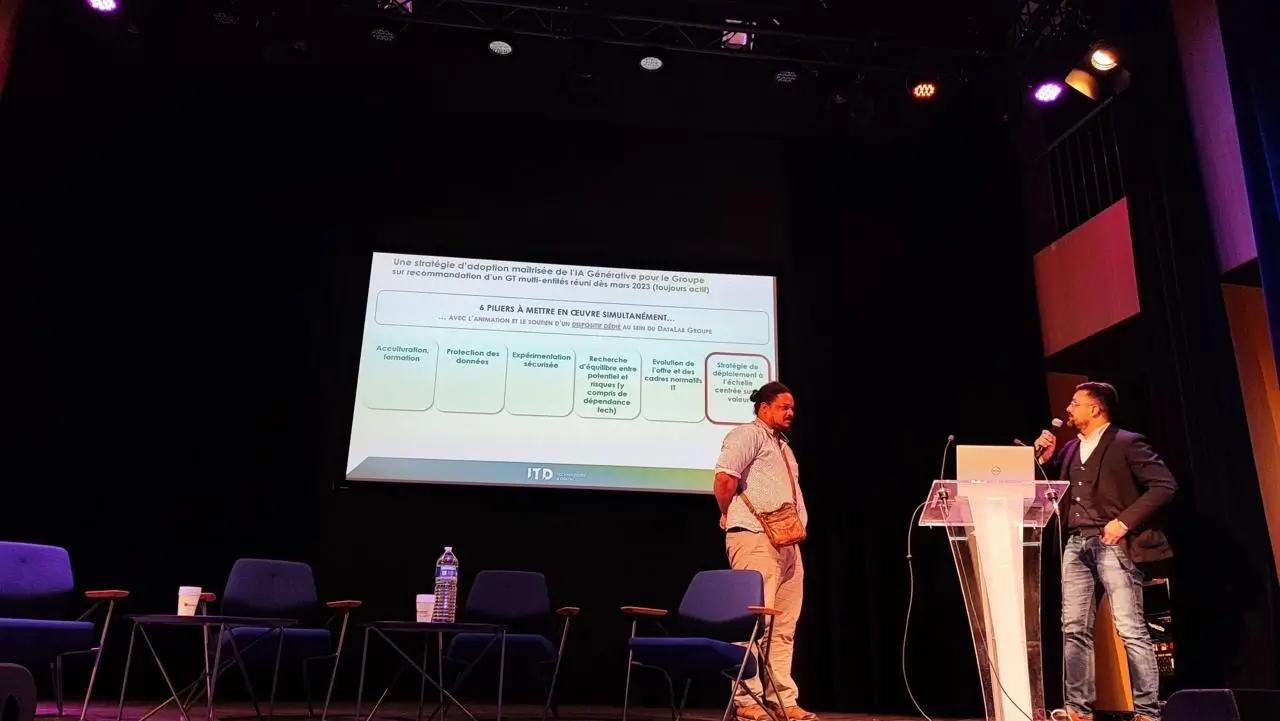 Une stratégie d'adoption maîtrisée de l'IA Générative pour le Groupe
sur recommandation d'un GT multi-entités réuni dès mars 2023 (toujours actif)
6 PILIERS À METTRE EN ŒUVRE SIMULTANÉMENT...
... AVEC L'ANIMATION ET LE SOUTIEN D'UN DISPOSITIF DÉDIÉ AU SEIN DU DATALAB GROUPE
Acculturation,
formation
Protection des
données
Expérimentation
sécurisée
Recherche
d'équilibre entre
potentiel et
risques (y
compris de
dépendance
tech)
Evolution de
l'offre et des
cadres normatifs
IT
Stratégie de
déploiement à
l'échelle
centrée
valeur
ITD